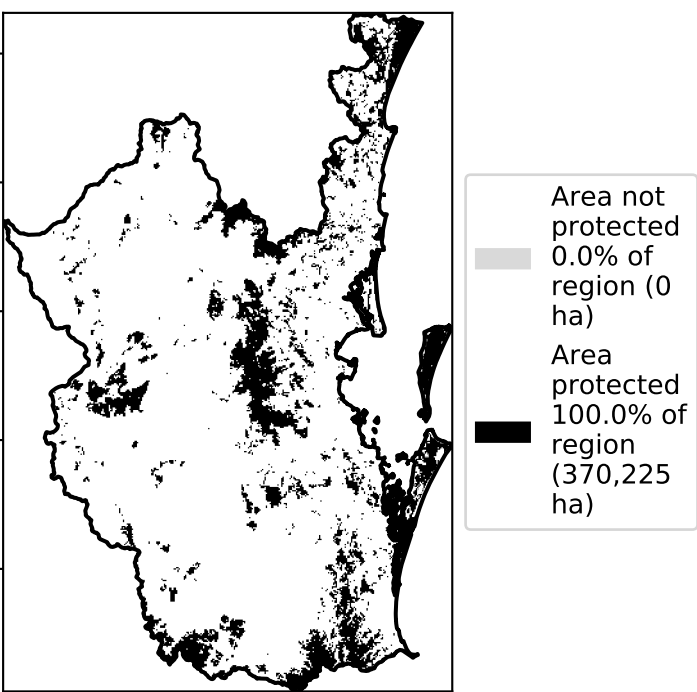 Area not
protected
0.0% of
region (0
ha)
Area
protected
100.0% of
region
(370,225
ha)